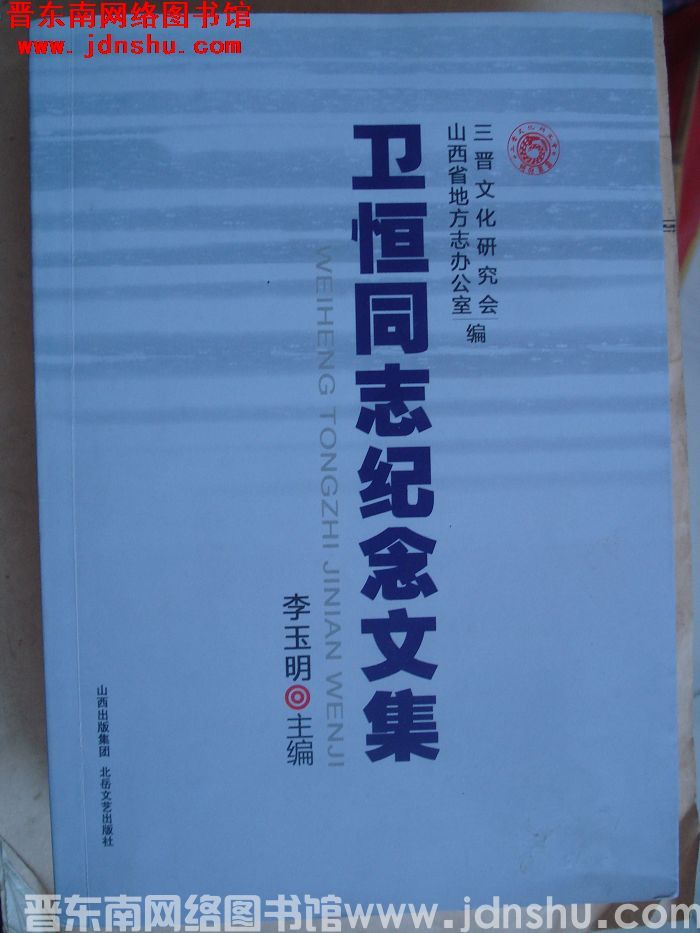 晋东南网络图书馆
www.jdnshu.com
三晋文化研究会
山西省地方志办公室
编
卫恒同志纪念文集
WEIHENG TONGZHI JINIAN WENJI
李玉明 主编
山西出版集团 北岳文艺出版社
晋东南网络图书馆 www.jdnshu.com